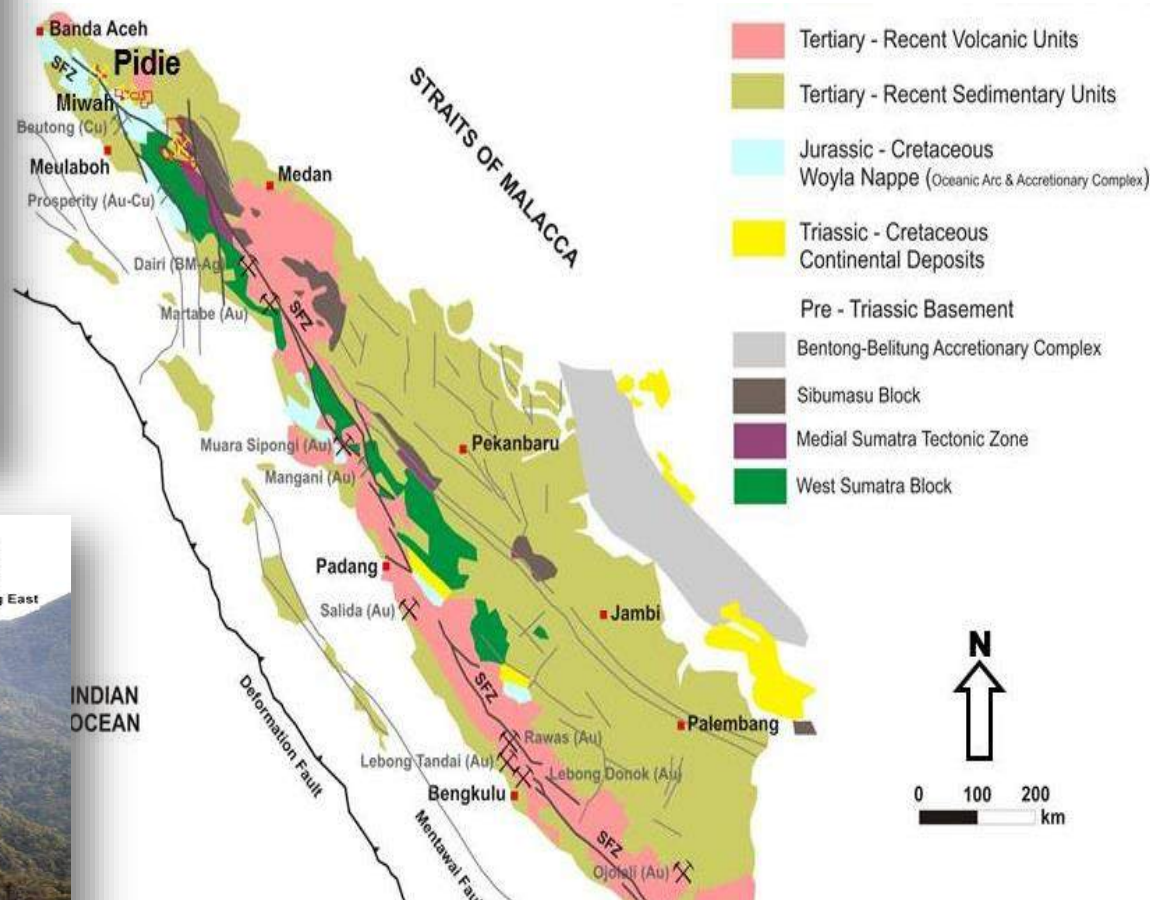 Banda Aceh
SFZ
Pidie
Miwah
Beutong (Cu)
Meulaboh
Medan
Prosperity (Au-Cu)
Dairi (BM-Ag)
Martabe (Au)
SFZ
STRAITS OF MALACCA
Muara Sipongi (Au)
Pekanbaru
Mangani (Au)
Padang
Salida (Au)
Jambi
SFZ
INDIAN
OCEAN
Deformation Fault
Rawas (Au)
Palembang
Lebong Tandai (Au)
Lebong Donok (Au)
Bengkulu
Mentawai
SFZ
Ojolali (Au)
East
Tertiary - Recent Volcanic Units
Tertiary - Recent Sedimentary Units
Jurassic - Cretaceous
Woyla Nappe (Oceanic Arc & Accretionary Complex)
Triassic - Cretaceous
Continental Deposits
Pre - Triassic Basement
Bentong-Belitung Accretionary Complex
Sibumasu Block
Medial Sumatra Tectonic Zone
West Sumatra Block
N
0 100 200
km